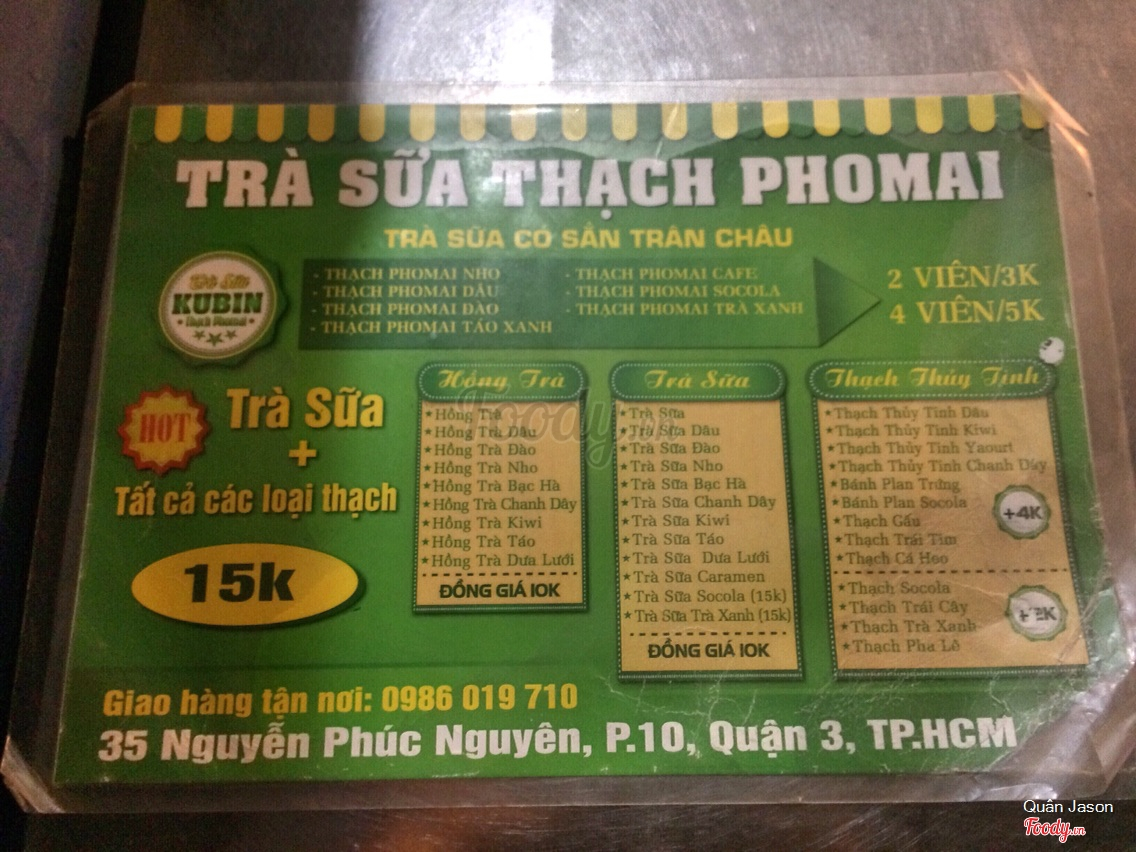 TRÀ SỮA THẠCH PHOMAI
TRÀ SỮA CÓ SẴN TRÂN CHÂU
Trà Sữa
KUBIN
Thạch Phomai
- THẠCH PHOMAI NHO
- THẠCH PHOMAI DÂU
- THẠCH PHOMAI ĐÀO
- THẠCH PHOMAI TÁO XANH
- THẠCH PHOMAI CAFE
- THẠCH PHOMAI SOCOLA
- THẠCH PHOMAI TRÀ XANH
2 VIÊN/3K
4 VIÊN/5K
HOT
Trà Sữa
+
Tất cả các loại thạch
15k
Hồng Trà
★ Hồng Trà
★ Hồng Trà Dâu
★ Hồng Trà Đào
★ Hồng Trà Nho
★ Hồng Trà Bạc Hà
★ Hồng Trà Chanh Dây
★ Hồng Trà Kiwi
★ Hồng Trà Táo
★ Hồng Trà Dưa Lưới
ĐỒNG GIÁ 10K
Trà Sữa
★ Trà Sữa
★ Trà Sữa Dâu
★ Trà Sữa Đào
★ Trà Sữa Nho
★ Trà Sữa Bạc Hà
★ Trà Sữa Chanh Dây
★ Trà Sữa Kiwi
★ Trà Sữa Táo
★ Trà Sữa Dưa Lưới
★ Trà Sữa Caramen
★ Trà Sữa Socola (15k)
★ Trà Sữa Trà Xanh (15k)
ĐỒNG GIÁ 10K
Thạch Thủy Tinh
★ Thạch Thủy Tinh Dâu
★ Thạch Thủy Tinh Kiwi
★ Thạch Thủy Tinh Yaourt
★ Thạch Thủy Tinh Chanh Dây
★ Bánh Plan Trứng
★ Bánh Plan Socola
★ Thạch Gấu
★ Thạch Trái Tim
★ Thạch Cá Heo
+4K
★ Thạch Socola
★ Thạch Trái Cây
★ Thạch Trà Xanh
★ Thạch Pha Lê
Giao hàng tận nơi: 0986 019 710
35 Nguyễn Phúc Nguyên, P.10, Quận 3, TP.HCM
Foody.vn
Quân Jason
Foody.vn